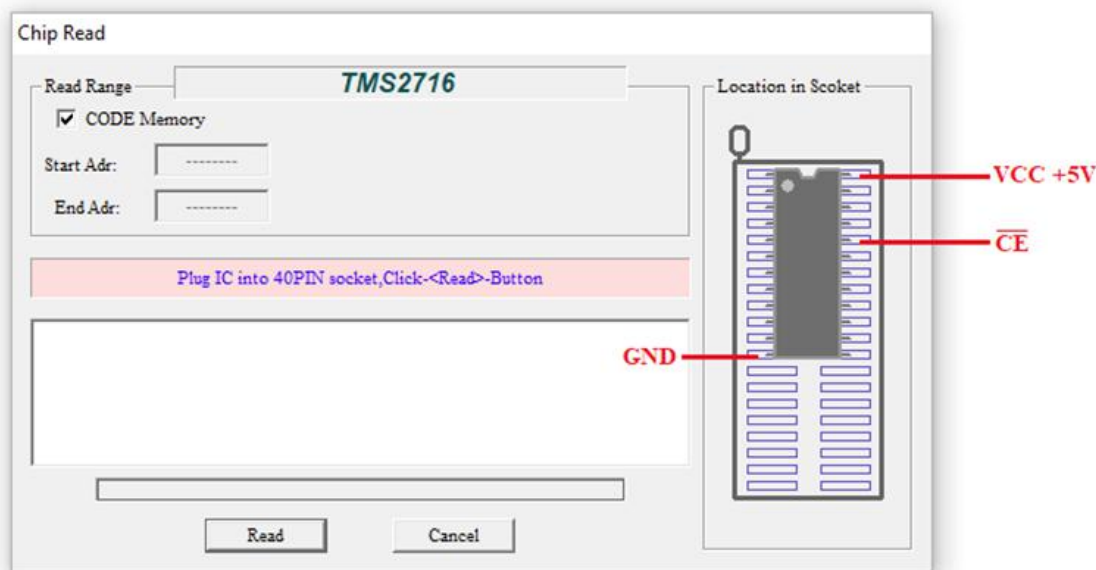 Chip Read
Read Range
TMS2716
CODE Memory
Start Adr:
--------
End Adr:
--------
Plug IC into 40PIN socket,Click-<Read>-Button
Read
Cancel
Location in Scoket
VCC +5V
CE
GND